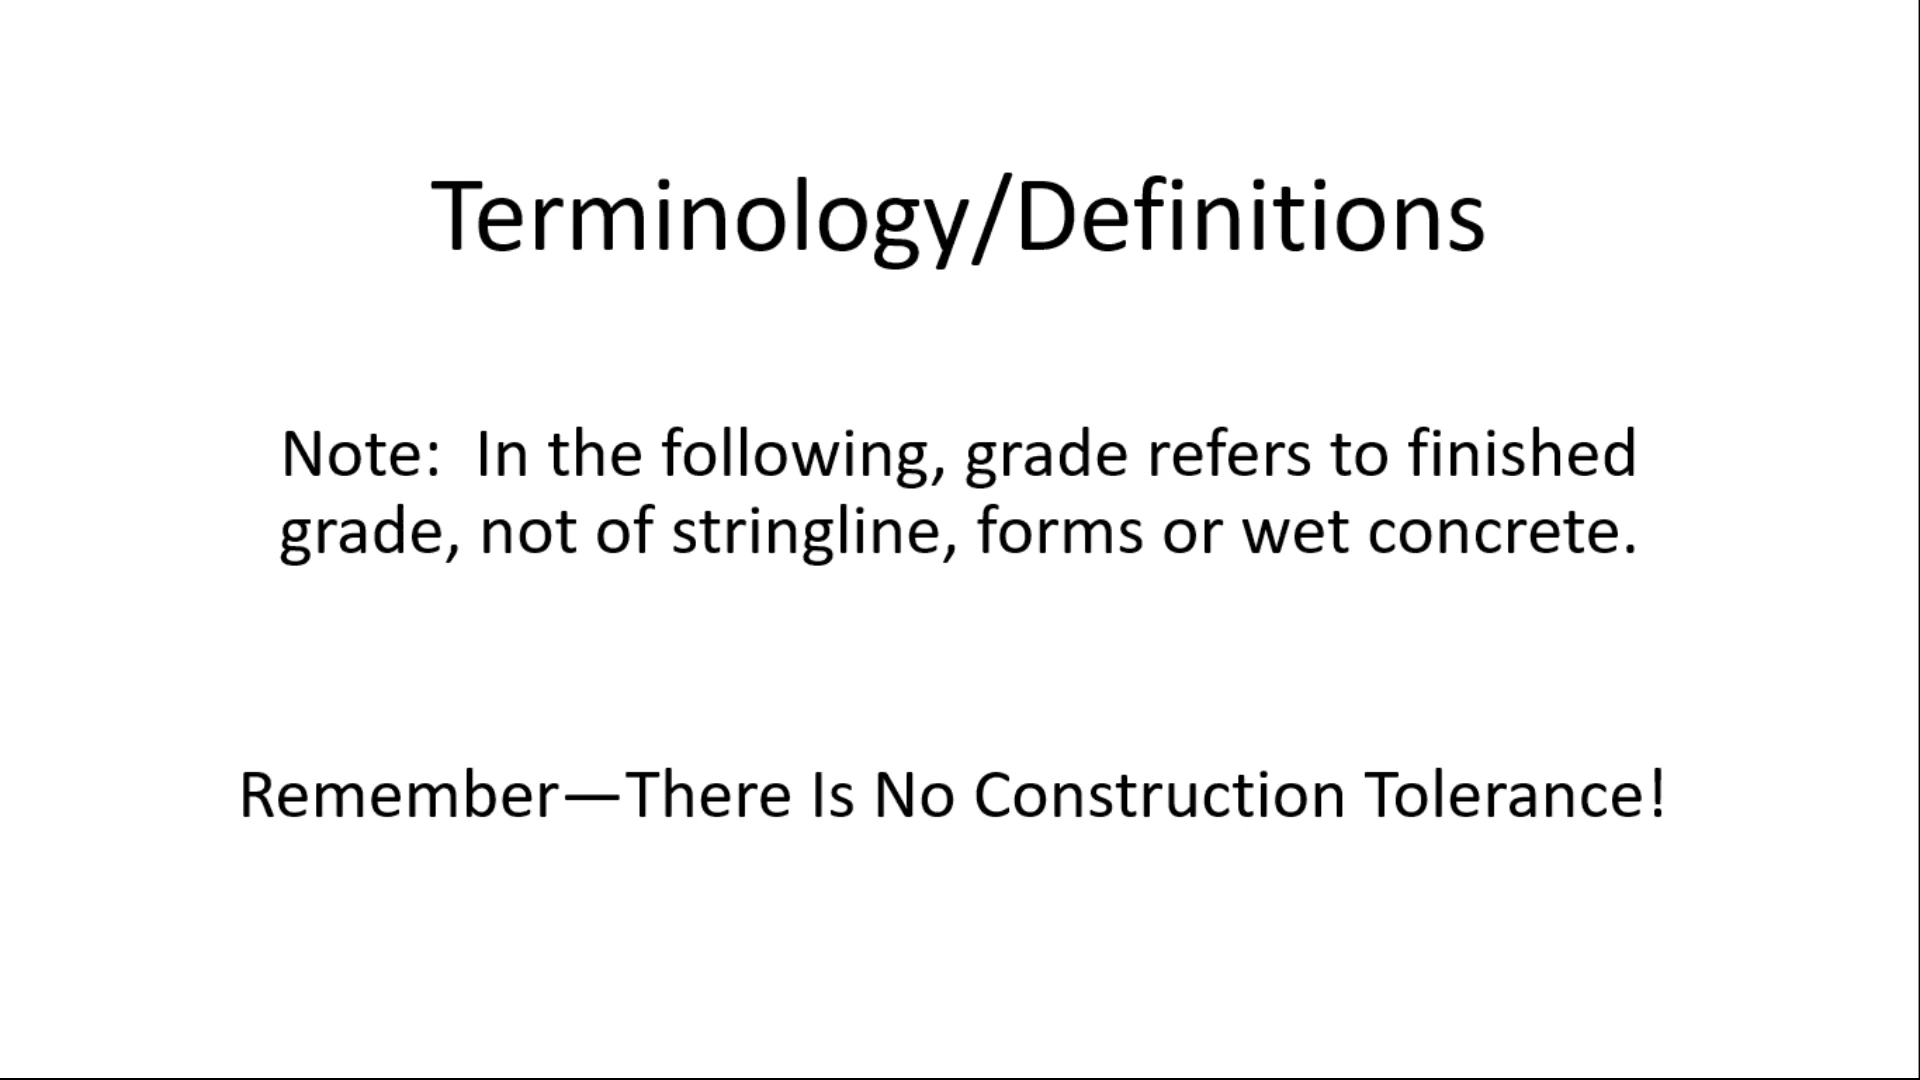 Terminology/Definitions
Note:  In the following, grade refers to finished
grade, not of stringline, forms or wet concrete.
Remember—There Is No Construction Tolerance!